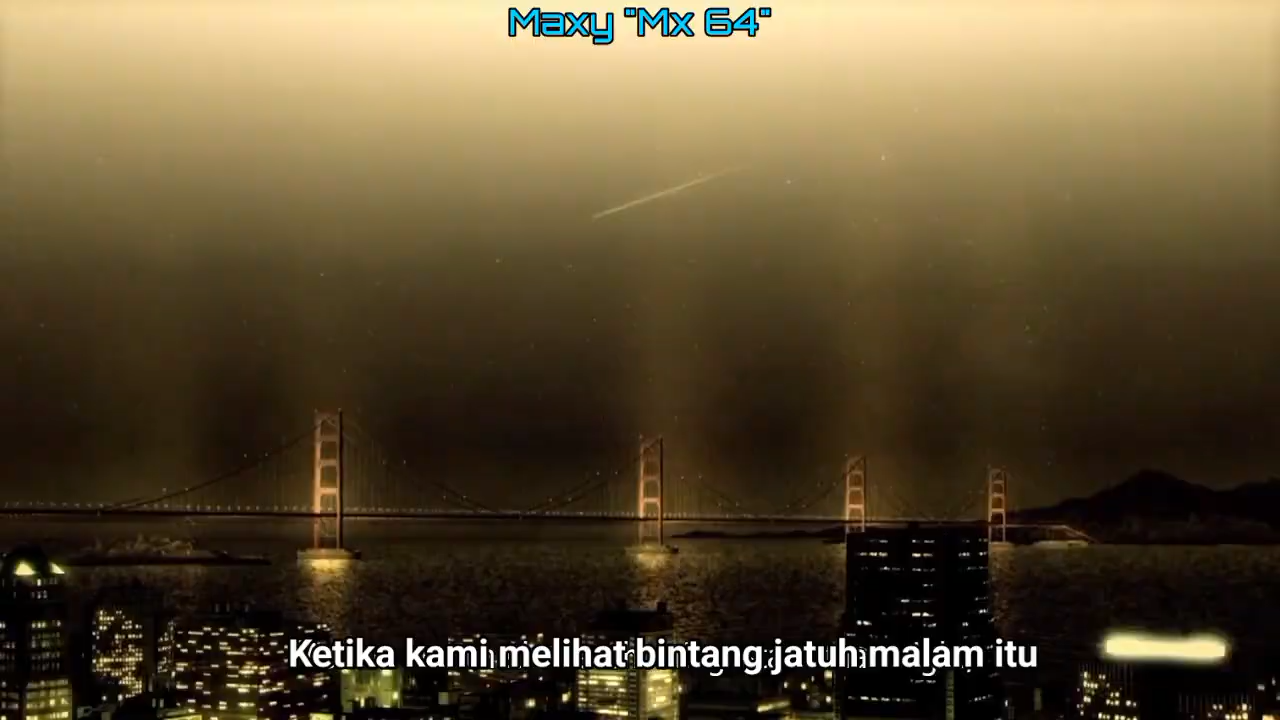 Maxy "Mx 64"
Ketika kami melihat bintang jatuh malam itu